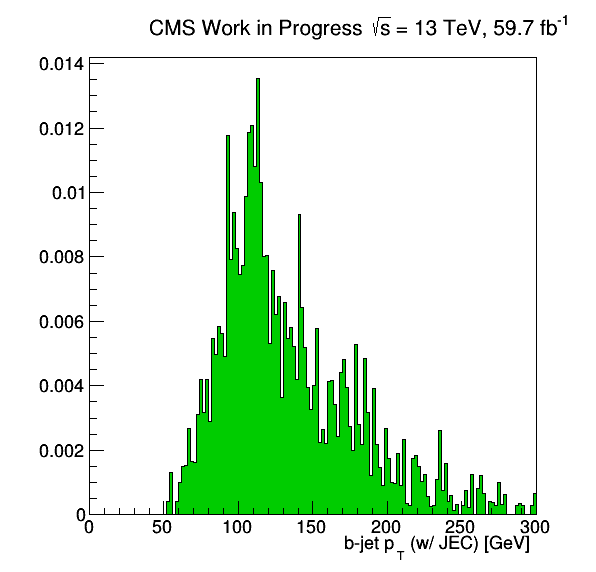 CMS Work in Progress √s = 13 TeV, 59.7 fb⁻¹
0.014
0.012
0.01
0.008
0.006
0.004
0.002
0
0 50 100 150 200 250 300
b-jet p_T (w/ JEC) [GeV]